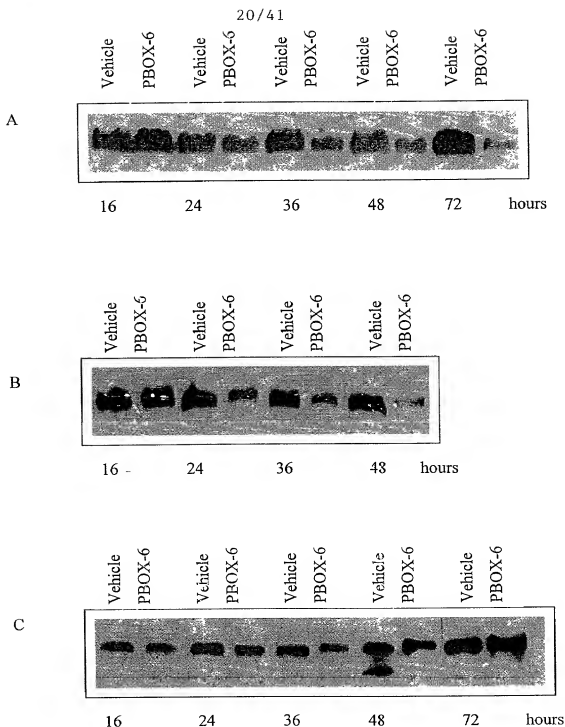 20/41
Vehicle PBOX-6 Vehicle PBOX-6 Vehicle PBOX-6 Vehicle PBOX-6 Vehicle PBOX-6
A
16 24 36 48 72 hours
Vehicle PBOX-6 Vehicle PBOX-6 Vehicle PBOX-6 Vehicle PBOX-6
B
16 - 24 36 48 hours
Vehicle PBOX-6 Vehicle PBOX-6 Vehicle PBOX-6 Vehicle PBOX-6 Vehicle PBOX-6
C
16 24 36 48 72 hours